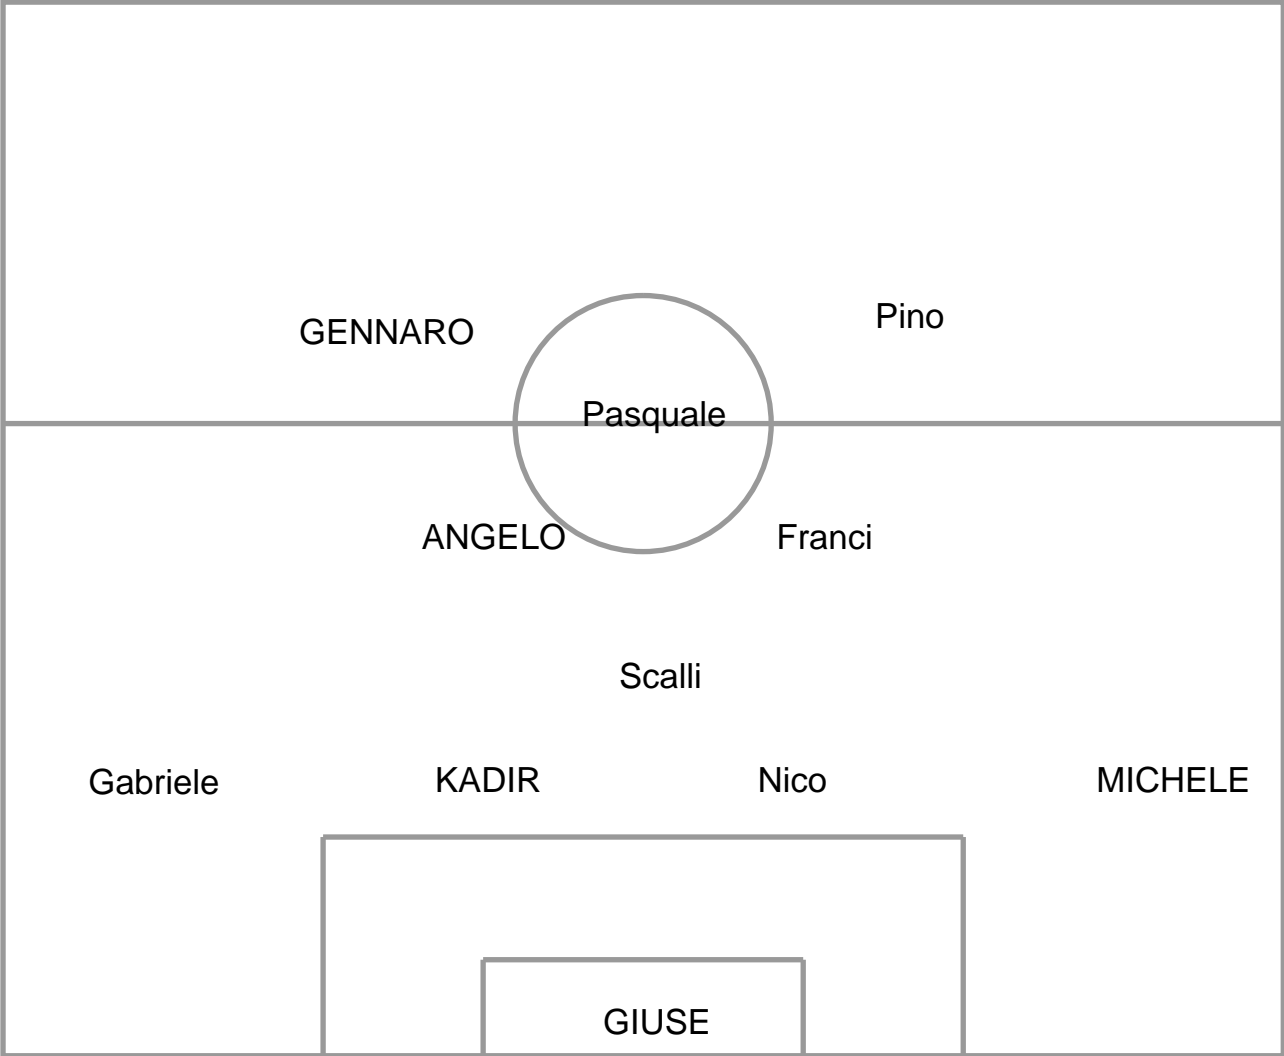 Pino
GENNARO
Pasquale
ANGELO
Franci
Scalli
Gabriele
KADIR
Nico
MICHELE
GIUSE